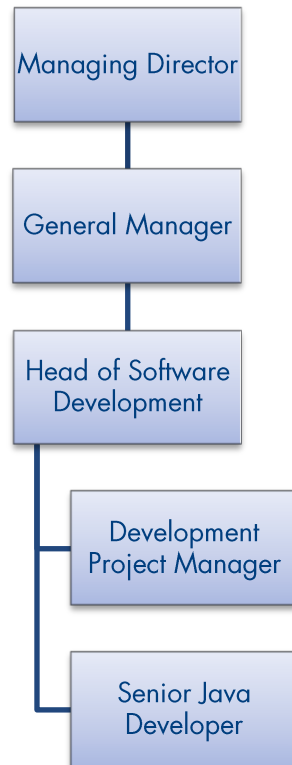 Managing Director
General Manager
Head of Software
Development
Development
Project Manager
Senior Java
Developer